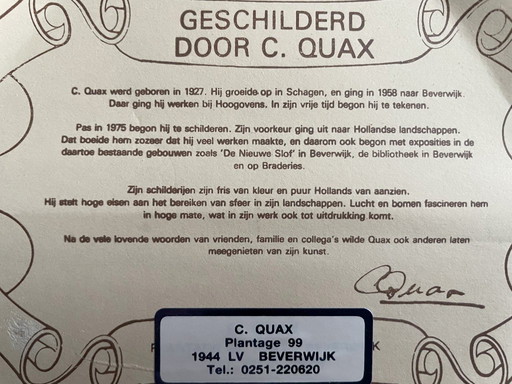 GESCHILDERD
DOOR C. QUAX
C. Quax werd geboren in 1927. Hij groeide op in Schagen, en ging in 1958 naar Beverwijk.
Daar ging hij werken bij Hoogovens. In zijn vrije tijd begon hij te tekenen.
Pas in 1975 begon hij te schilderen. Zijn voorkeur ging uit naar Hollandse landschappen.
Dat boeide hem zozeer dat hij veel werken maakte, en daarom ook begon met exposities in de
daartoe bestaande gebouwen zoals 'De Nieuwe Slof' in Beverwijk, de bibliotheek in Beverwijk
en op Braderies.
Zijn schilderijen zijn fris van kleur en puur Hollands van aanzien.
Hij stelt hoge eisen aan het bereiken van sfeer in zijn landschappen. Lucht en bomen fascineren hem
in hoge mate, wat in zijn werk ook tot uitdrukking komt.
Na de vele lovende woorden van vrienden, familie en collega's wilde Quax ook anderen laten
meegenieten van zijn kunst.
CQuax
C. QUAX
Plantage 99
1944 LV BEVERWIJK
Tel.: 0251-220620